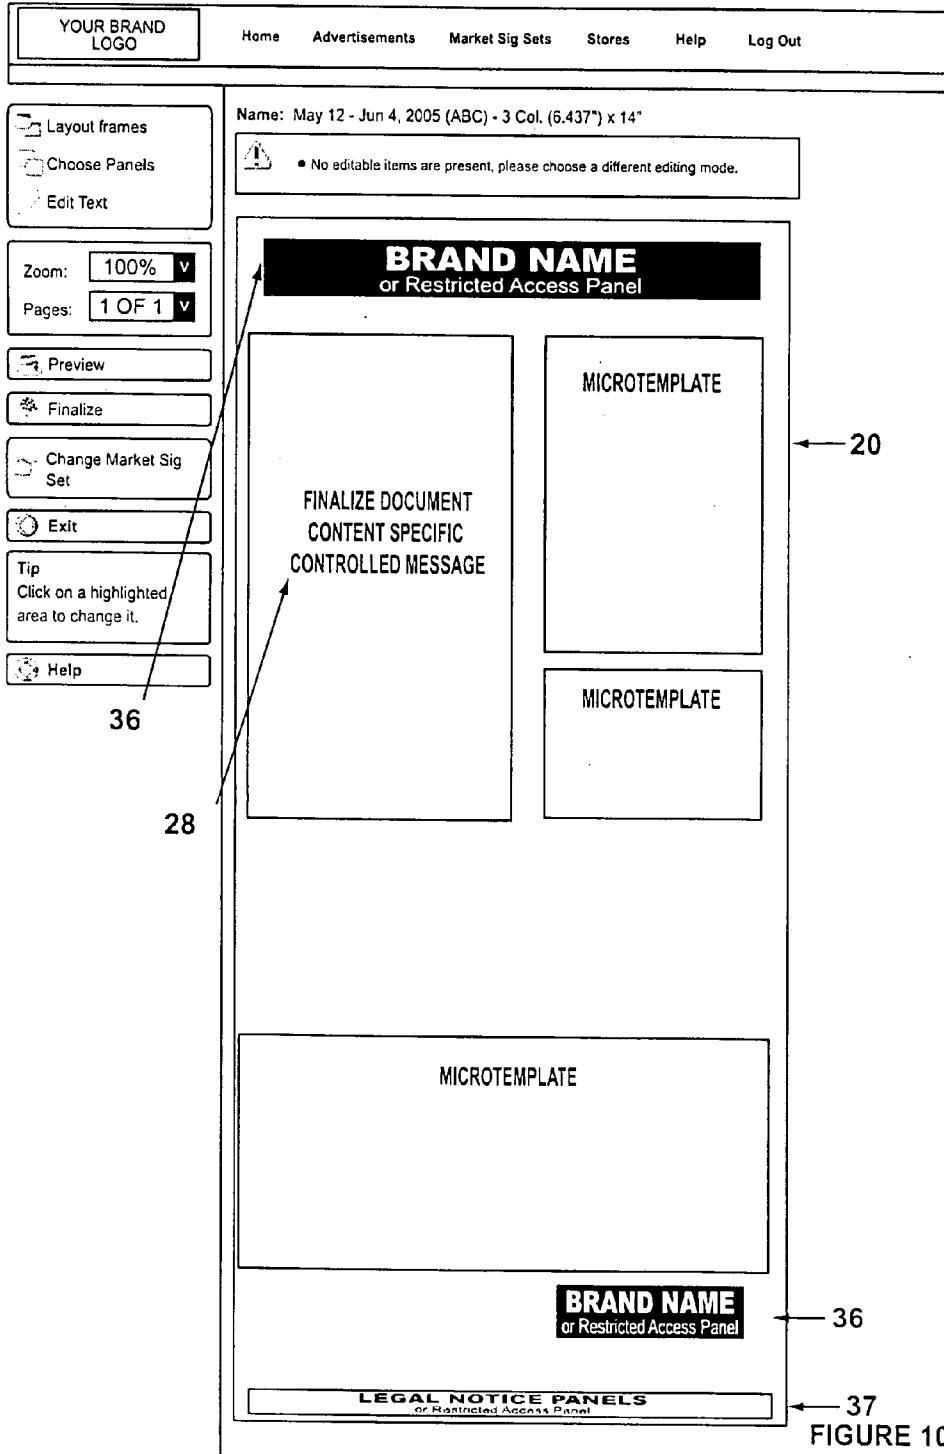 YOUR BRAND
LOGO
Home Advertisements Market Sig Sets Stores Help Log Out
Layout frames
Choose Panels
Edit Text
Zoom: 100% V
Pages: 1 OF 1 V
Preview
Finalize
Change Market Sig
Set
Exit
Tip
Click on a highlighted
area to change it.
Help
36
28
Name: May 12 - Jun 4, 2005 (ABC) - 3 Col. (6.437") x 14"
• No editable items are present, please choose a different editing mode.
BRAND NAME
or Restricted Access Panel
FINALIZE DOCUMENT
CONTENT SPECIFIC
CONTROLLED MESSAGE
MICROTEMPLATE
20
MICROTEMPLATE
MICROTEMPLATE
BRAND NAME
or Restricted Access Panel
36
LEGAL NOTICE PANELS
or Restricted Access Panel
37
FIGURE 10